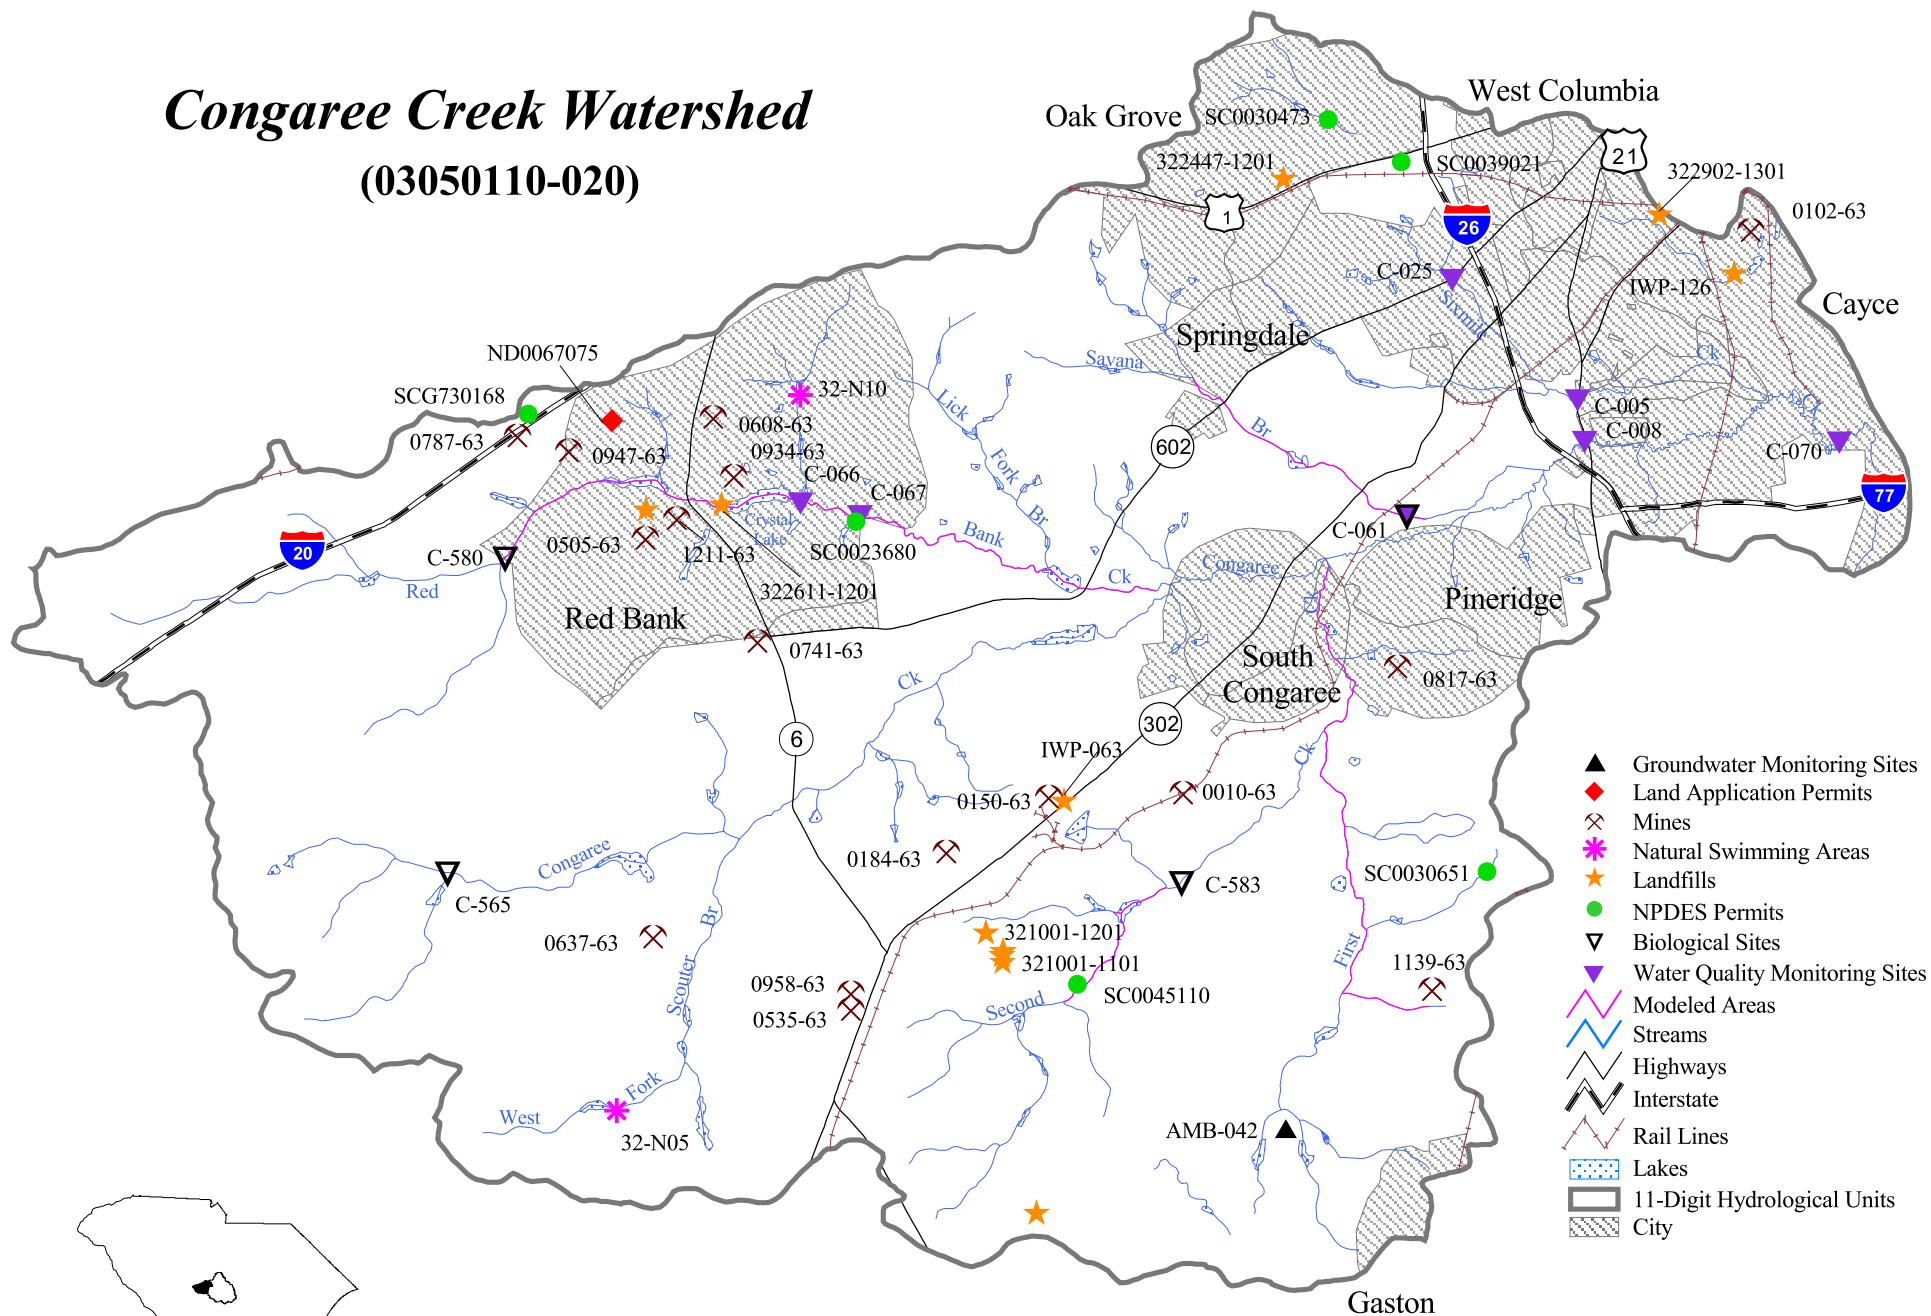 Congaree Creek Watershed
(03050110-020)
West Columbia
Oak Grove
SC0030473
21
322447-1201
SC0039021
322902-1301
1
0102-63
26
C-025
IWP-126
Sixmile
Cayce
Springdale
Savana
Ck
ND0067075
SCG730168
32-N10
Lick
C-005
Ck
0787-63
0608-63
Br
C-008
0947-63
0934-63
602
C-070
Fork
C-066
C-067
77
Br
Crystal
Lake
Bank
C-061
20
0505-63
1211-63
SC0023680
C-580
Congaree
Ck
Red
322611-1201
Ck
Pineridge
Red Bank
0741-63
South
Congaree
0817-63
Ck
6
302
IWP-063
Ck
0150-63
0010-63
0184-63
Congaree
SC0030651
C-583
C-565
Br
321001-1201
0637-63
First
321001-1101
1139-63
Scouter
0958-63
SC0045110
Second
0535-63
Fork
West
32-N05
AMB-042
Gaston
Groundwater Monitoring Sites
Land Application Permits
Mines
Natural Swimming Areas
Landfills
NPDES Permits
Biological Sites
Water Quality Monitoring Sites
Modeled Areas
Streams
Highways
Interstate
Rail Lines
Lakes
11-Digit Hydrological Units
City